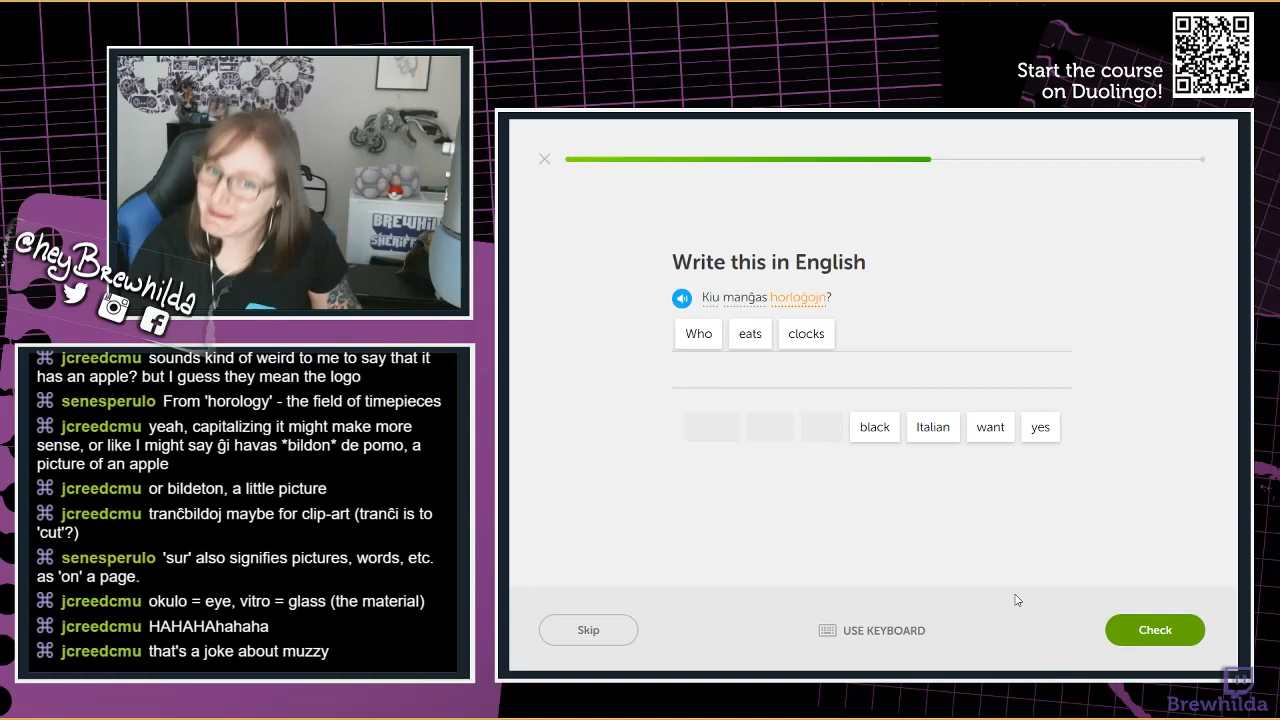 Start the course
on Duolingo!
BREWHIL
SHERIFF
@heyBrewhilda
Write this in English
Kiu manĝas horloĝojn?
Who eats clocks
black Italian want yes
Skip
USE KEYBOARD
Check
jcreedcmu sounds kind of weird to me to say that it
has an apple? but I guess they mean the logo
senesperulo From 'horology' - the field of timepieces
jcreedcmu yeah, capitalizing it might make more
sense, or like I might say ĝi havas *bildon* de pomo, a
picture of an apple
jcreedcmu or bildeton, a little picture
jcreedcmu tranĉbildoj maybe for clip-art (tranĉi is to
'cut'?)
senesperulo 'sur' also signifies pictures, words, etc.
as 'on' a page.
jcreedcmu okulo = eye, vitro = glass (the material)
jcreedcmu HAHAHAhahaha
jcreedcmu that's a joke about muzzy
Brewhilda